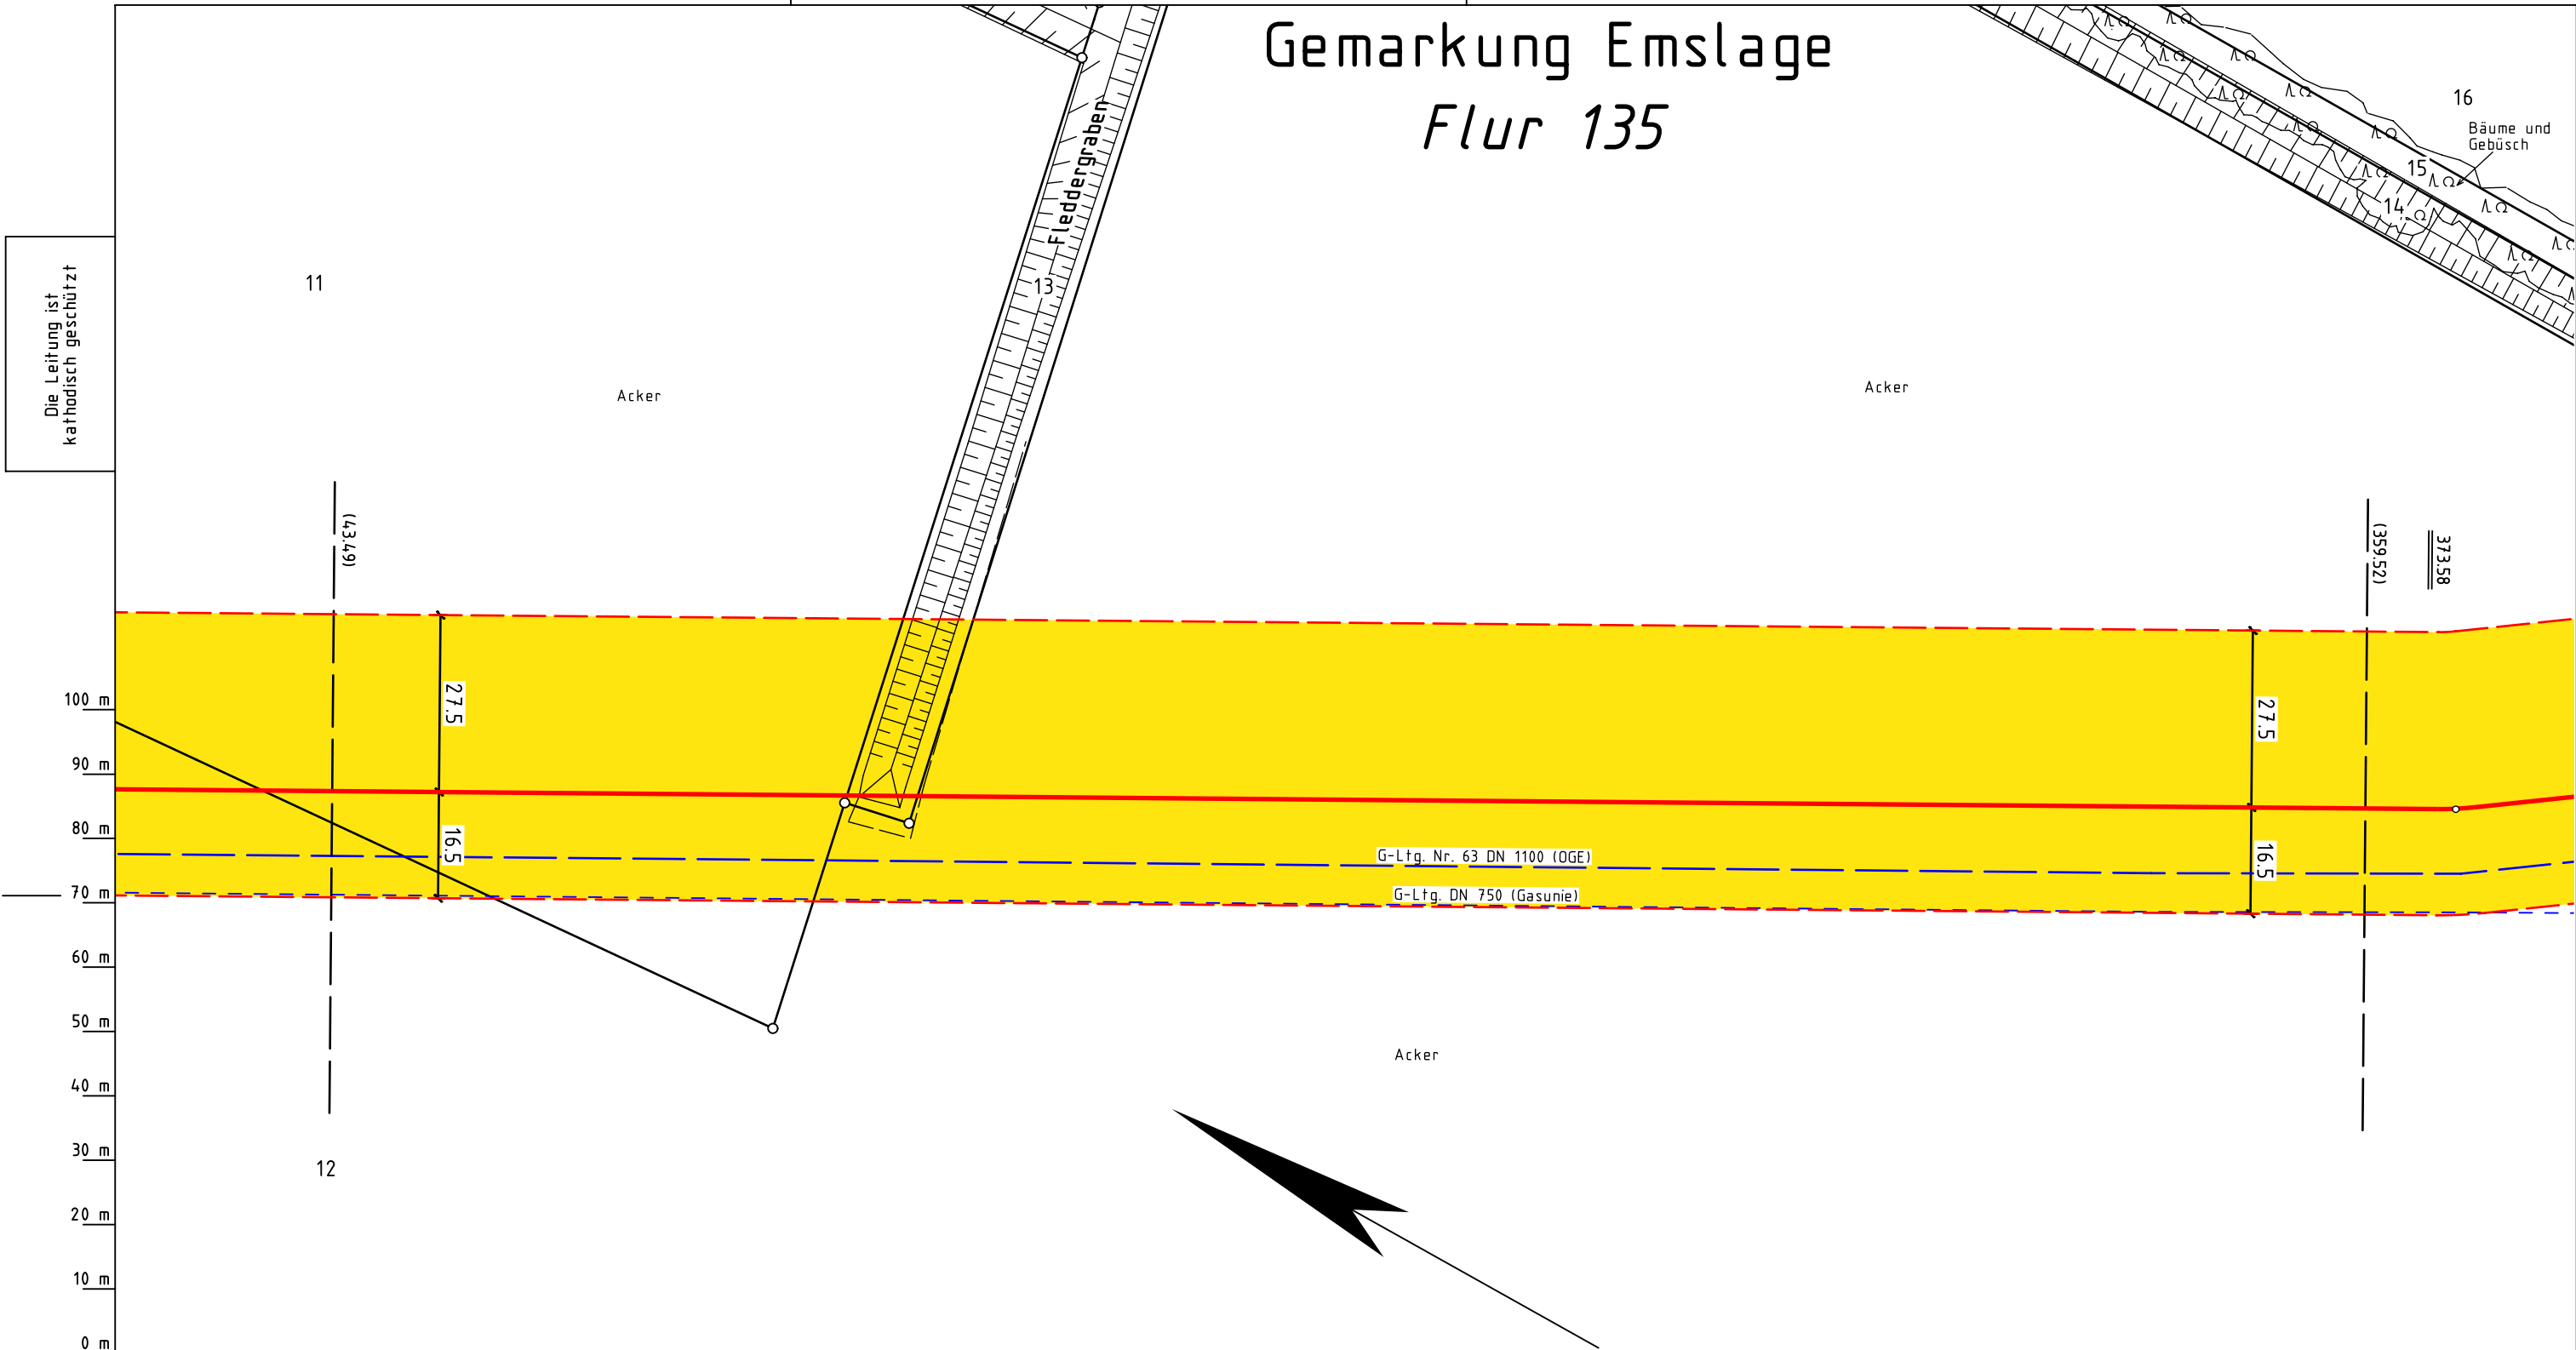 Gemarkung Emslage
Flur 135
16
Bäume und
Gebüsch
15
14
Fleddergraben
13
11
Die Leitung ist
kathodisch geschützt
Acker
Acker
(43.49)
(359.52)
373.58
27.5
27.5
16.5
16.5
G-Ltg. Nr. 63 DN 1100 (OGE)
G-Ltg. DN 750 (Gasunie)
100 m
90 m
80 m
70 m
60 m
50 m
40 m
30 m
20 m
10 m
0 m
Acker
12